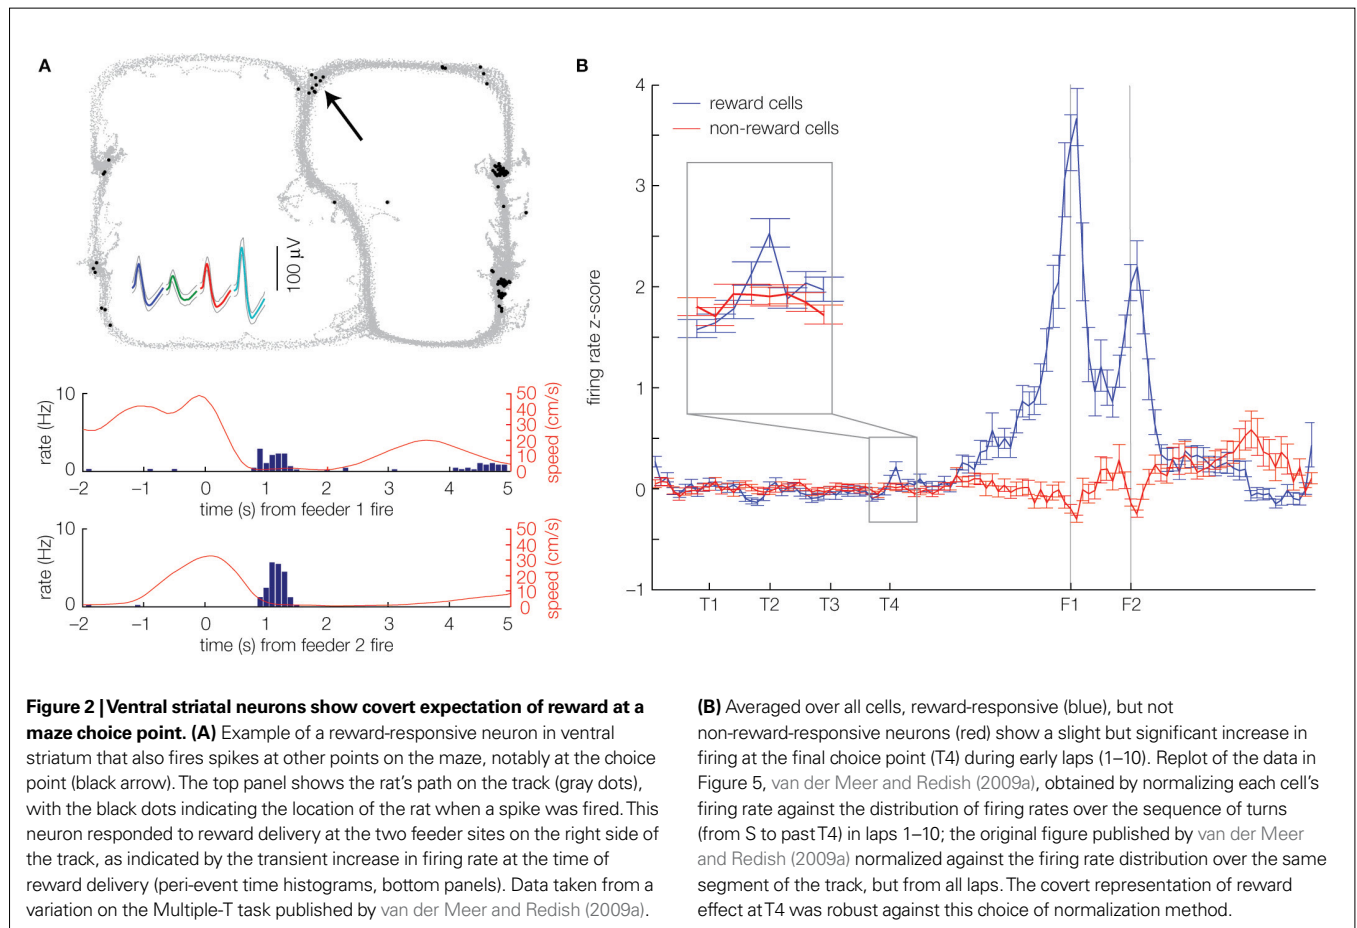 A
100 µV
10
rate (Hz)
0
50
40
30
20
10
0
speed (cm/s)
−2 −1 0 1 2 3 4 5
time (s) from feeder 1 fire
10
rate (Hz)
0
50
40
30
20
10
0
speed (cm/s)
−2 −1 0 1 2 3 4 5
time (s) from feeder 2 fire
B
reward cells
non-reward cells
firing rate z-score
4
3
2
1
0
−1
T1 T2 T3 T4 F1 F2
Figure 2 | Ventral striatal neurons show covert expectation of reward at a
maze choice point. (A) Example of a reward-responsive neuron in ventral
striatum that also fires spikes at other points on the maze, notably at the choice
point (black arrow). The top panel shows the rat’s path on the track (gray dots),
with the black dots indicating the location of the rat when a spike was fired. This
neuron responded to reward delivery at the two feeder sites on the right side of
the track, as indicated by the transient increase in firing rate at the time of
reward delivery (peri-event time histograms, bottom panels). Data taken from a
variation on the Multiple-T task published by van der Meer and Redish (2009a).
(B) Averaged over all cells, reward-responsive (blue), but not
non-reward-responsive neurons (red) show a slight but significant increase in
firing at the final choice point (T4) during early laps (1–10). Replot of the data in
Figure 5, van der Meer and Redish (2009a), obtained by normalizing each cell’s
firing rate against the distribution of firing rates over the sequence of turns
(from S to past T4) in laps 1–10; the original figure published by van der Meer
and Redish (2009a) normalized against the firing rate distribution over the same
segment of the track, but from all laps. The covert representation of reward
effect at T4 was robust against this choice of normalization method.